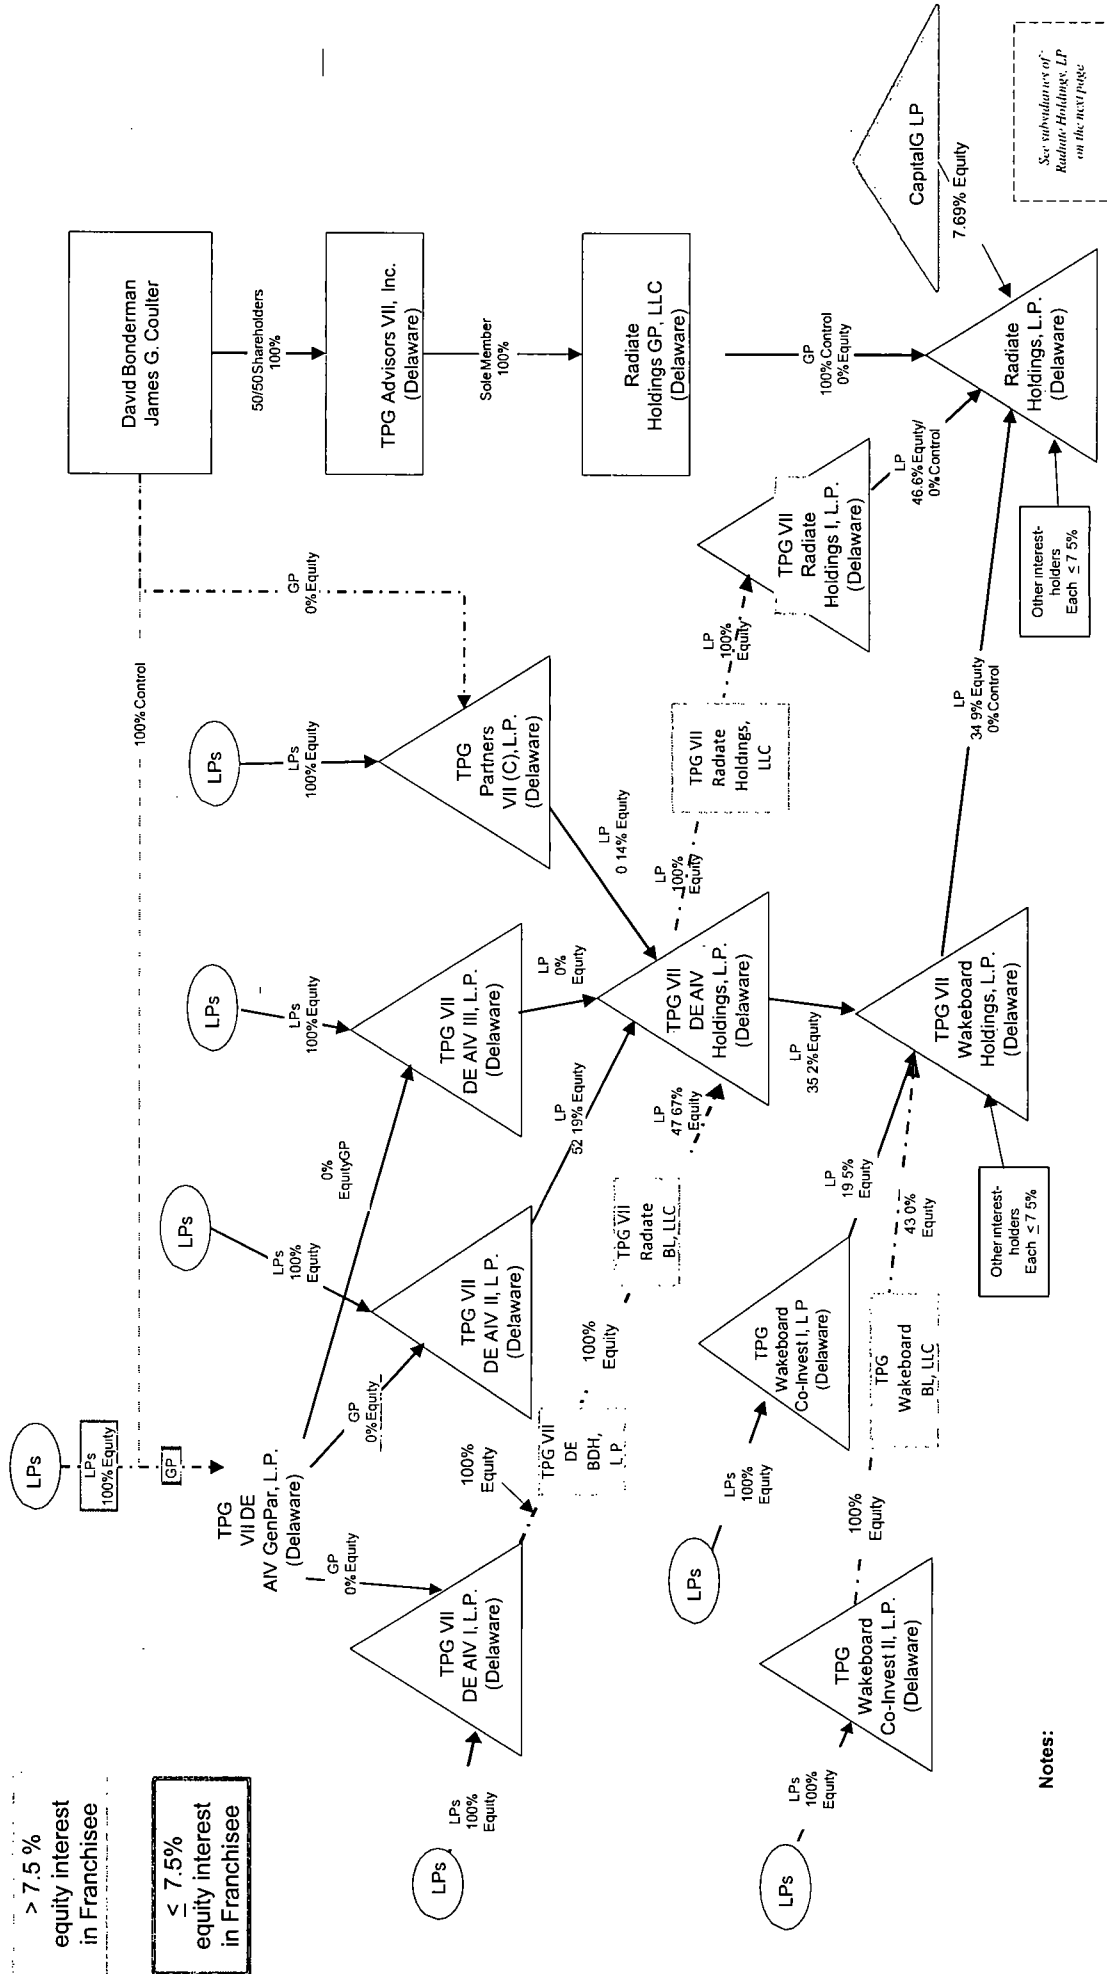 > 7.5 %
equity interest
in Franchisee
≤ 7.5%
equity interest
in Franchisee
LPs
LPs
100% Equity
GP
100% Control
David Bonderman
James G. Coulter
50/50 Shareholders
100%
TPG Advisors VII, Inc.
(Delaware)
Sole Member
100%
Radiate
Holdings GP, LLC
(Delaware)
GP
100% Control
0% Equity
GP
0% Equity
TPG
VII DE
AIV GenPar, L.P.
(Delaware)
GP
0% Equity
GP
0% Equity
0%
Equity GP
LPs
LPs
100%
Equity
TPG VII
DE AIV I, L.P.
(Delaware)
LPs
LPs
100%
Equity
TPG VII
DE AIV II, L P.
(Delaware)
LPs
LPs
100% Equity
TPG VII
DE AIV III, L.P.
(Delaware)
LPs
LPs
100% Equity
TPG
Partners
VII (C), L.P.
(Delaware)
100%
Equity
TPG VII
DE
BDH,
L P.
100%
Equity
TPG VII
Radiate
BL, LLC
LP
47 67%
Equity
LP
52 19% Equity
LP
0%
Equity
LP
0 14% Equity
TPG VII
DE AIV
Holdings, L.P.
(Delaware)
LP
100%
Equity
TPG VII
Radiate
Holdings,
LLC
LP
100%
Equity
TPG VII
Radiate
Holdings I, L.P.
(Delaware)
LP
46.6% Equity/
0% Control
CapitalG LP
7.69% Equity
LPs
LPs
100%
Equity
TPG
Wakeboard
Co-Invest I, L.P
(Delaware)
LP
19 5%
Equity
LP
35 2% Equity
LPs
LPs
100%
Equity
TPG
Wakeboard
Co-Invest II, L.P.
(Delaware)
100%
Equity
TPG
Wakeboard
BL, LLC
43 0%
Equity
TPG VII
Wakeboard
Holdings, L.P.
(Delaware)
Other interest-
holders
Each ≤ 7 5%
LP
34 9% Equity
0% Control
Radiate
Holdings, L.P.
(Delaware)
Other interest-
holders
Each ≤ 7 5%
See subsidiaries of
Radiate Holdings, LP
on the next page
Notes: